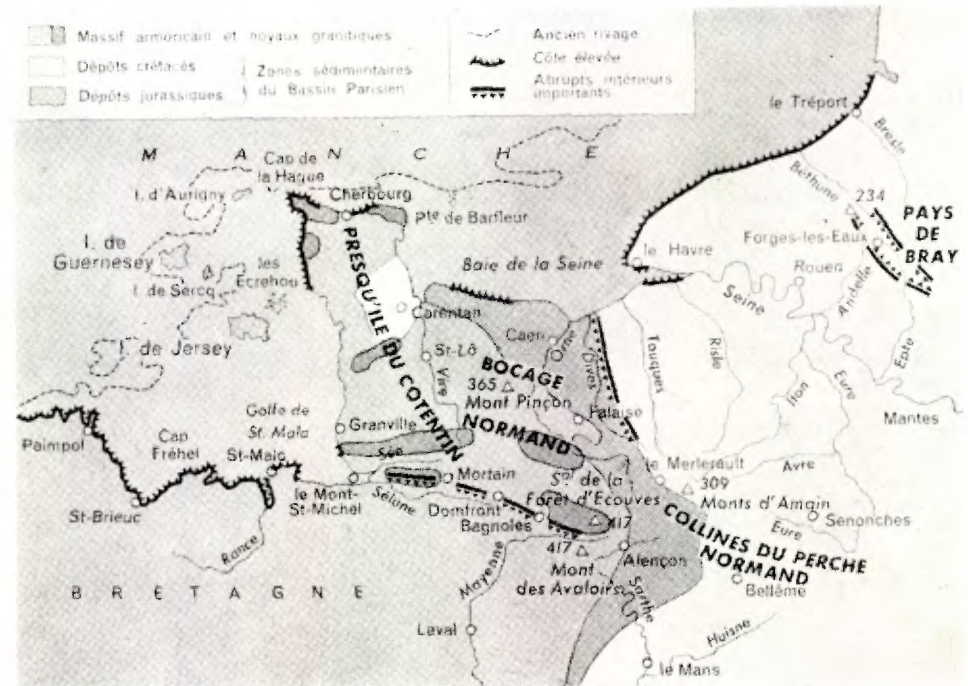 Massif armoricain et noyaux granitiques
Dépôts crétacés
Dépôts jurassiques
Zones sédimentaires
du Bassin Parisien
Ancien rivage
Côte élevée
Abrupts intérieurs
importants
le Tréport
Bresle
M A N C H E
Cap de
la Hague
I. d'Aurigny
Cherbourg
Pte de Barfleur
Béthune
234
PAYS
DE
BRAY
I. de
Guernesey
les
Ecrehou
I. de Sercq
PRESQU'ILE DU COTENTIN
Baie de la Seine
le Havre
Forges-les-Eaux
Rouen
Seine
Andelle
Carentan
Caen
I. de Jersey
St-Lô
Vire
BOCAGE
NORMAND
Orne
Dives
Touques
Risle
Iton
Eure
Epte
365
Mont Pinçon
Mantes
Paimpol
Cap
Fréhel
Golfe de
St. Malo
St-Malo
Granville
Falaise
Sée
le Merlerault
Avre
le Mont-
St-Michel
Sélune
Mortain
Sgl de la
Forêt d'Ecouves
309
Monts d'Amain
St-Brieuc
Domfront
Bagnoles
417
Senonches
Eure
COLLINES DU PERCHE
NORMAND
Rance
417
Mont
des Avaloirs
Alençon
Bellême
BRETAGNE
Mayenne
Sarthe
Laval
Huisne
le Mans